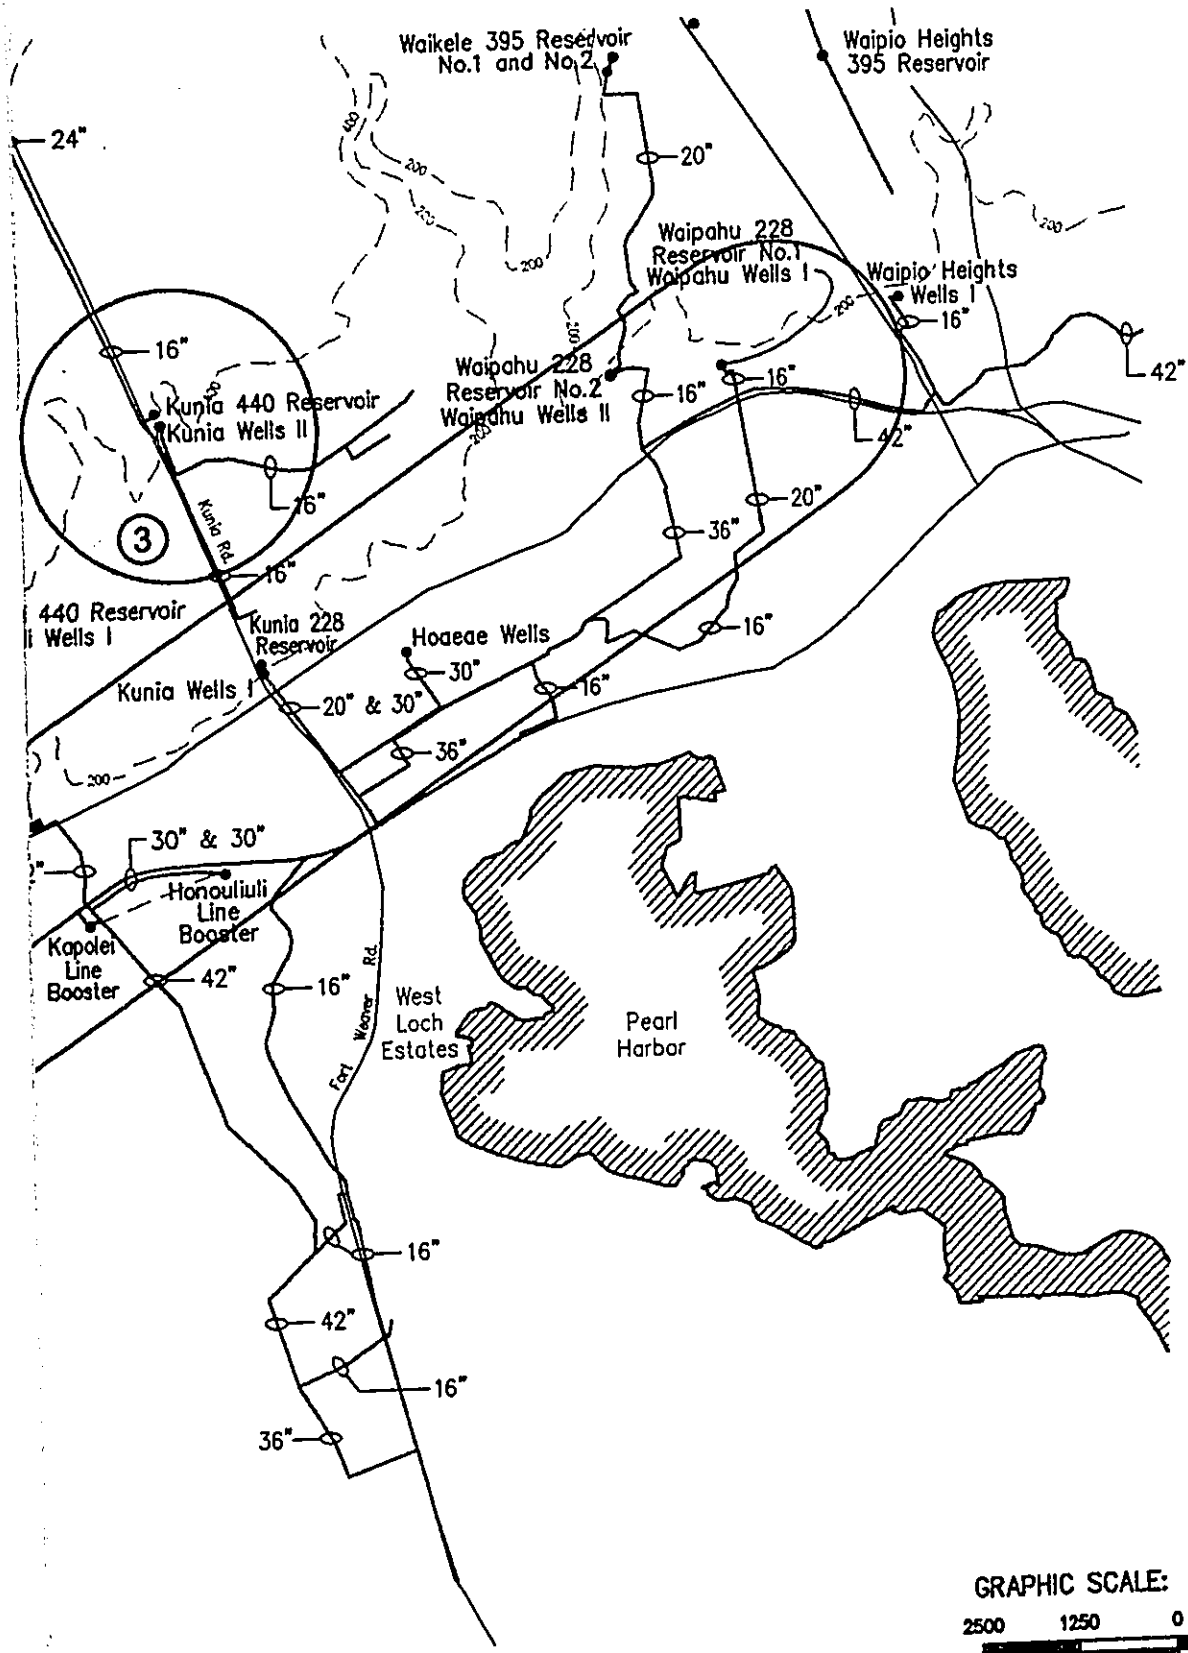 Waikele 395 Reservoir
No.1 and No.2
Waipio Heights
395 Reservoir
24"
400
200
20"
200
200
200
Waipahu 228
Reservoir No.1
Waipahu Wells I
Waipio Heights
Wells I
200
16"
16"
200
42"
Waipahu 228
Reservoir No.2
Waipahu Wells II
16"
16"
Kunia 440 Reservoir
Kunia Wells II
200
42"
16"
20"
Kunia Rd.
36"
3
16"
440 Reservoir
Wells I
Kunia 228
Reservoir
Hoaeae Wells
16"
30"
16"
Kunia Wells I
20" & 30"
36"
200
30" & 30"
Honouliuli
Line
Booster
Kapolei
Line
Booster
42"
16"
Fort Weaver Rd.
West
Loch
Estates
Pearl
Harbor
16"
42"
16"
36"
GRAPHIC SCALE:
2500 1250 0